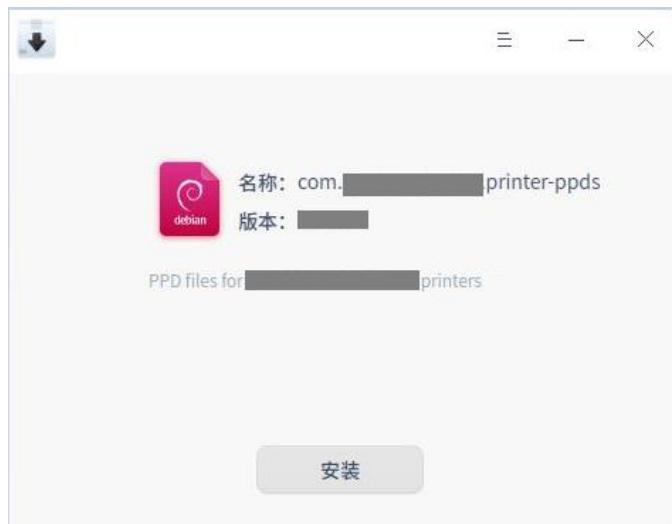 debian
名称：com. printer-ppds
版本：
PPD files for printers
安装